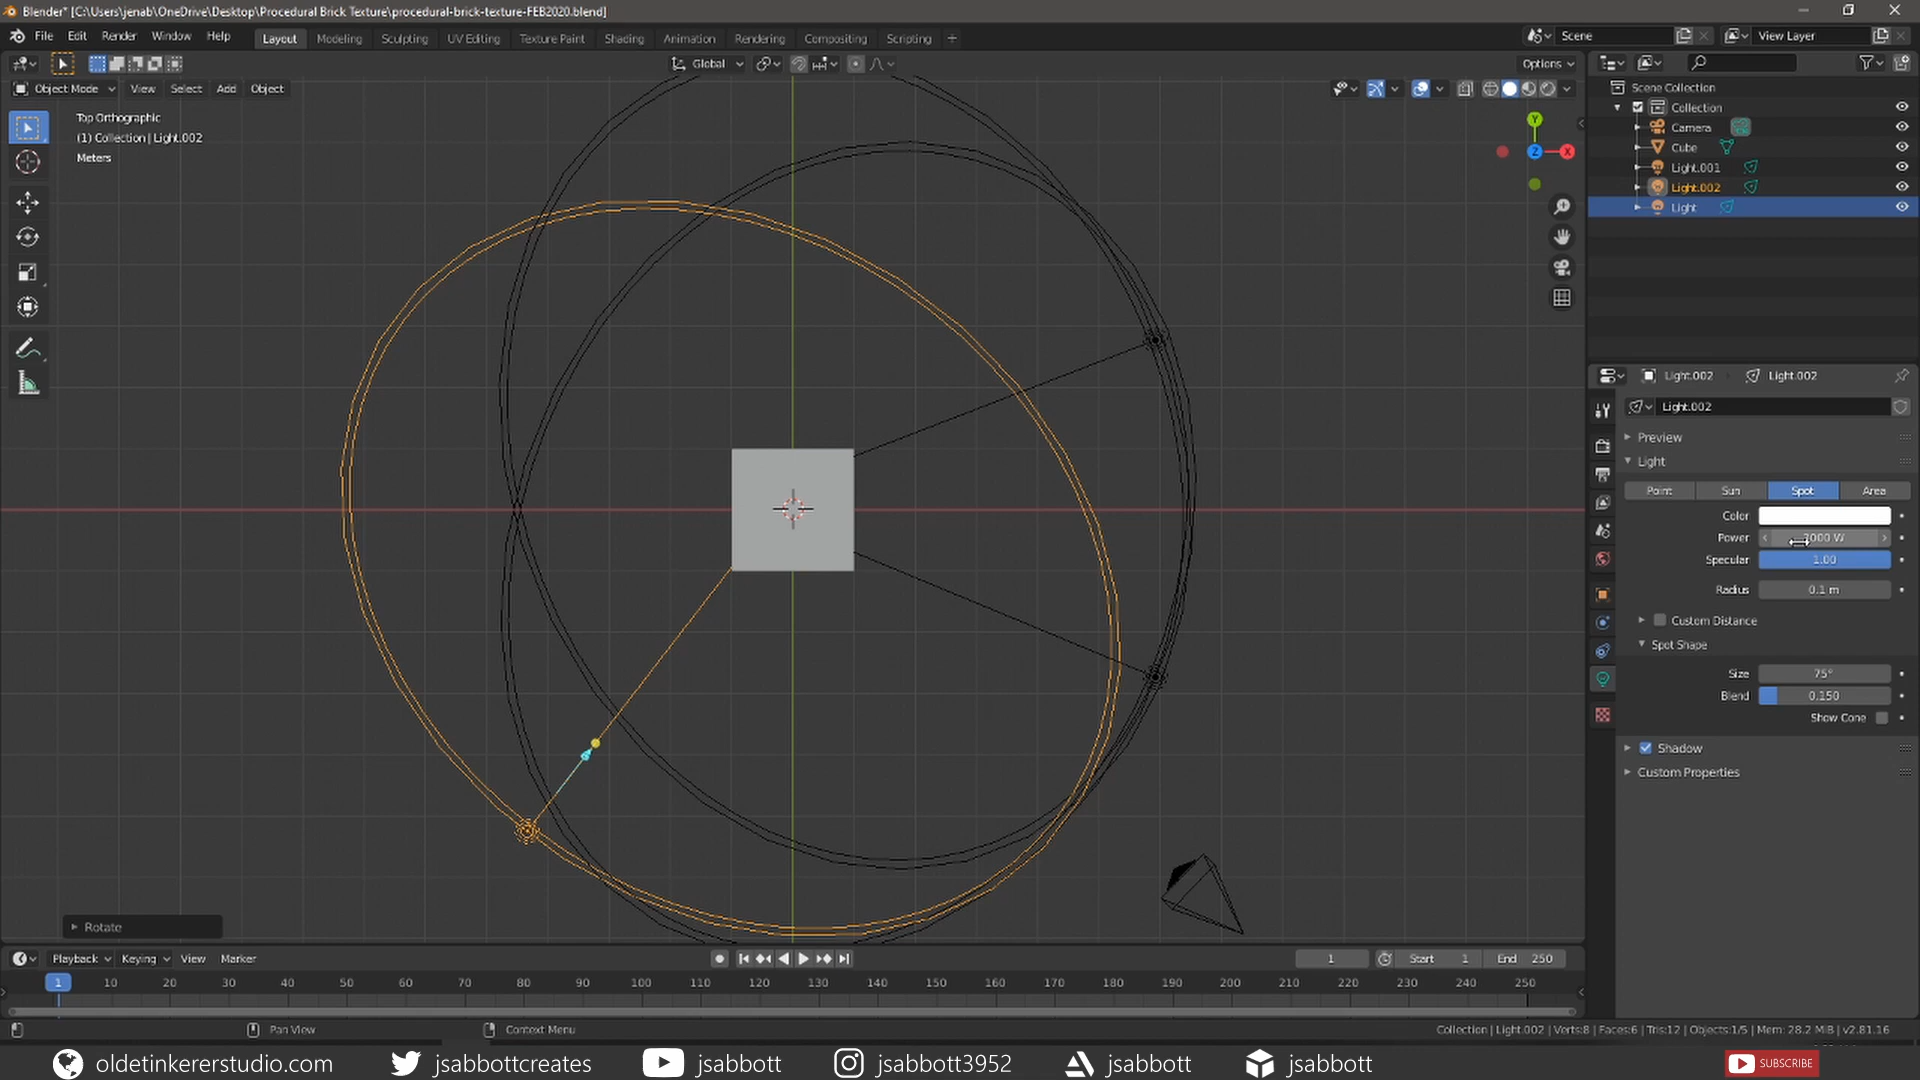 Blender* [C:\Users\jenab\OneDrive\Desktop\Procedural Brick Texture\procedural-brick-texture-FEB2020.blend]
File Edit Render Window Help Layout Modeling Sculpting UV Editing Texture Paint Shading Animation Rendering Compositing Scripting + Scene View Layer
Global Options
Object Mode View Select Add Object
Top Orthographic
(1) Collection | Light.002
Meters
Y
Z X
Scene Collection
Collection
Camera
Cube
Light.001
Light.002
Light
Light.002 Light.002
Light.002
Preview
Light
Point Sun Spot Area
Color
Power W
Specular 1.00
Radius 0.1 m
Custom Distance
Spot Shape
Size 75°
Blend 0.150
Show Cone
Shadow
Custom Properties
Rotate
Playback Keying View Marker 1 Start 1 End 250
1 10 20 30 40 50 60 70 80 90 100 110 120 130 140 150 160 170 180 190 200 210 220 230 240 250
Pan View Context Menu Collection | Light.002 | Verts:8 | Faces:6 | Tris:12 | Objects:1/5 | Mem: 28.2 MiB | v2.81.16
oldetinkererstudio.com jsabbottcreates jsabbott jsabbott3952 jsabbott jsabbott SUBSCRIBE